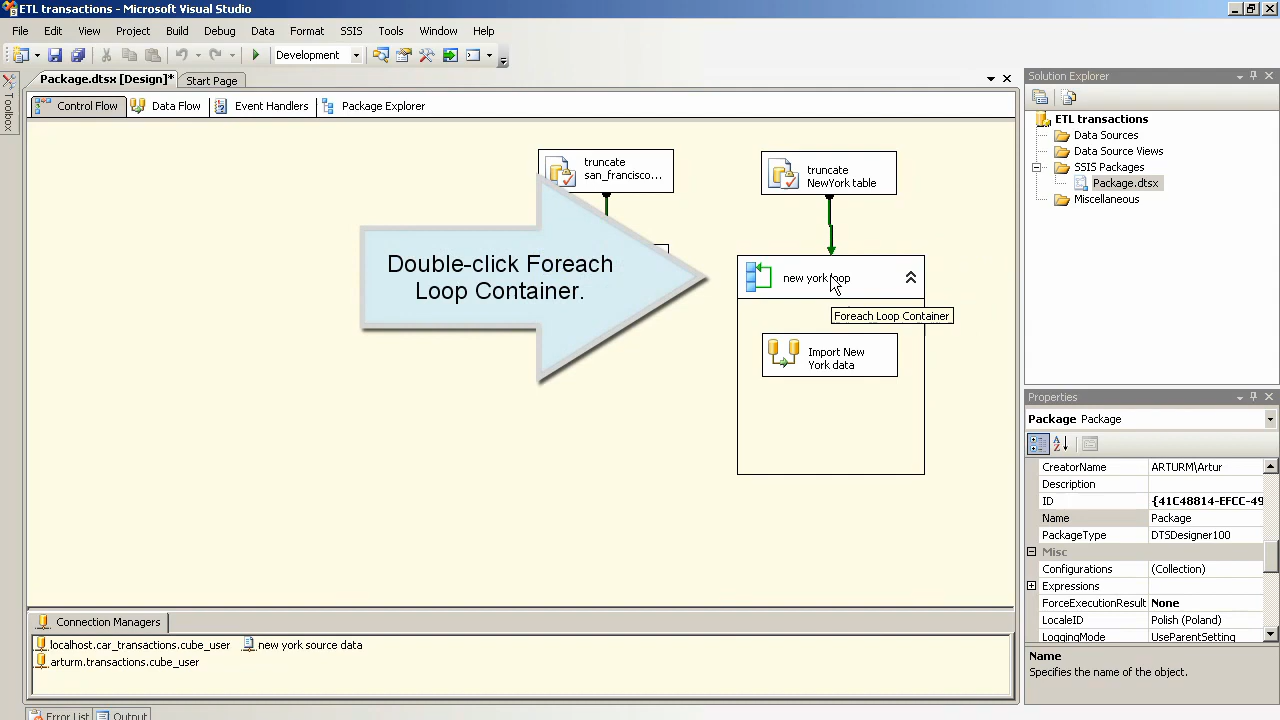 ETL transactions - Microsoft Visual Studio
File Edit View Project Build Debug Data Format SSIS Tools Window Help
Development
Toolbox
Package.dtsx [Design]* Start Page
Control Flow Data Flow Event Handlers Package Explorer
truncate
san_francisco...
truncate
NewYork table
Double-click Foreach
Loop Container.
new york loop
Foreach Loop Container
Import New
York data
Connection Managers
localhost.car_transactions.cube_user new york source data
arturm.transactions.cube_user
Error List Output
Solution Explorer
ETL transactions
Data Sources
Data Source Views
SSIS Packages
Package.dtsx
Miscellaneous
Properties
Package Package
CreatorName ARTURM\Artur
Description
ID {41C48814-EFCC-49
Name Package
PackageType DTSDesigner100
Misc
Configurations (Collection)
Expressions
ForceExecutionResult None
LocaleID Polish (Poland)
LoggingMode UseParentSetting
Name
Specifies the name of the object.